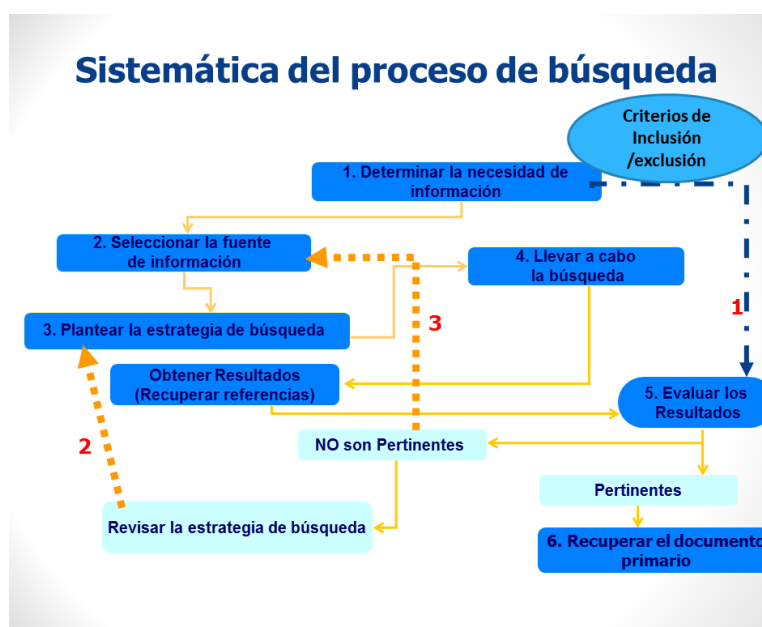 Sistemática del proceso de búsqueda
Criterios de
Inclusión
/exclusión
1. Determinar la necesidad de
información
2. Seleccionar la fuente
de información
4. Llevar a cabo
la búsqueda
1
3
3. Plantear la estrategia de búsqueda
Obtener Resultados
(Recuperar referencias)
5. Evaluar los
Resultados
2
NO son Pertinentes
Pertinentes
Revisar la estrategia de búsqueda
6. Recuperar el documento
primario